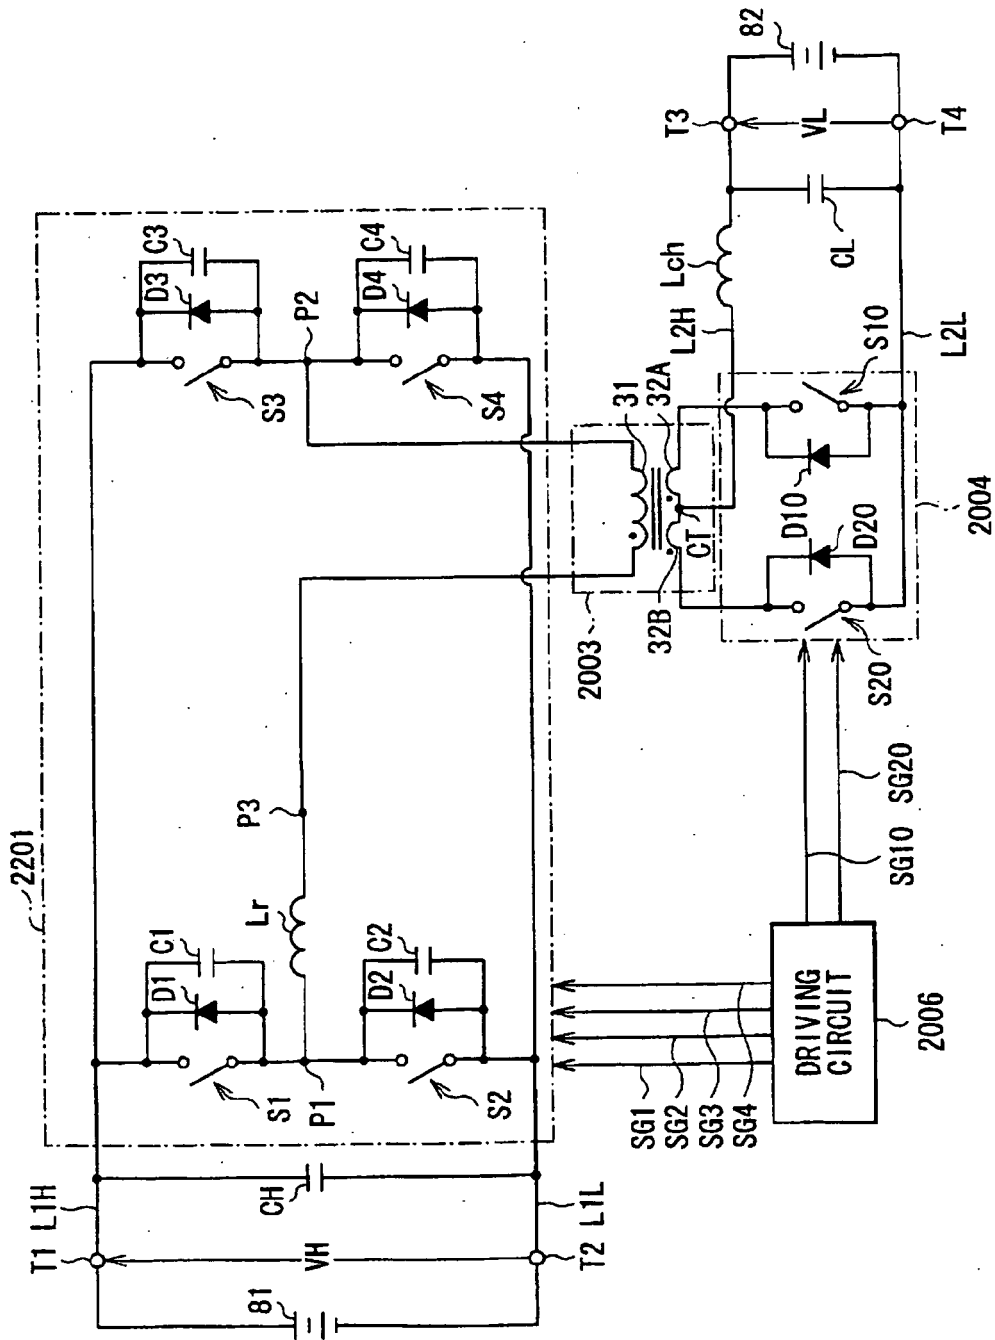 2201
T1
L1H
D1
C1
D3
C3
81
CH
S1
Lr
P3
S3
VH
P1
P2
D2
C2
D4
C4
S2
S4
T2
L1L
2003
31
32B
32A
CT
SG1
SG2
SG3
SG4
L2H
Lch
T3
82
D10
VL
CL
DRIVING
CIRCUIT
D20
S20
S10
SG10
SG20
2006
L2L
T4
2004